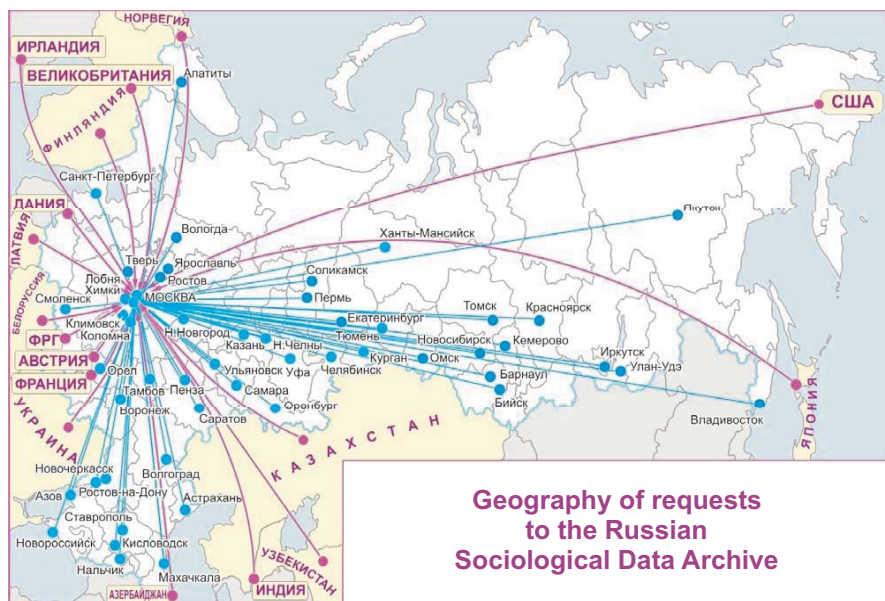 НОРВЕГИЯ
ИРЛАНДИЯ
ВЕЛИКОБРИТАНИЯ
Апатиты
ФИНЛЯНДИЯ
США
Санкт-Петербург
ДАНИЯ
Якутск
Вологда
Ханты-Мансийск
ЛАТВИЯ
Тверь
Ярославль
Ростов
Лобня
Соликамск
Химки
МОСКВА
Смоленск
Пермь
БЕЛОРУССИЯ
Климовск
Екатеринбург
Томск
Красноярск
Коломна
Н.Новгород
Тюмень
Новосибирск
ФРГ
Казань
Н.Челны
Кемерово
АВСТРИЯ
Курган
Омск
Иркутск
Орел
Ульяновск
Уфа
Челябинск
Улан-Удэ
ФРАНЦИЯ
Барнаул
Тамбов
Пенза
Самара
Бийск
Воронеж
Оренбург
Саратов
Владивосток
ЯПОНИЯ
УКРАИНА
КАЗАХСТАН
Новочеркасск
Волгоград
Азов
Ростов-на-Дону
Астрахань
Ставрополь
Новороссийск
Кисловодск
УЗБЕКИСТАН
Нальчик
Махачкала
ИНДИЯ
АЗЕРБАЙДЖАН
Geography of requests
to the Russian
Sociological Data Archive